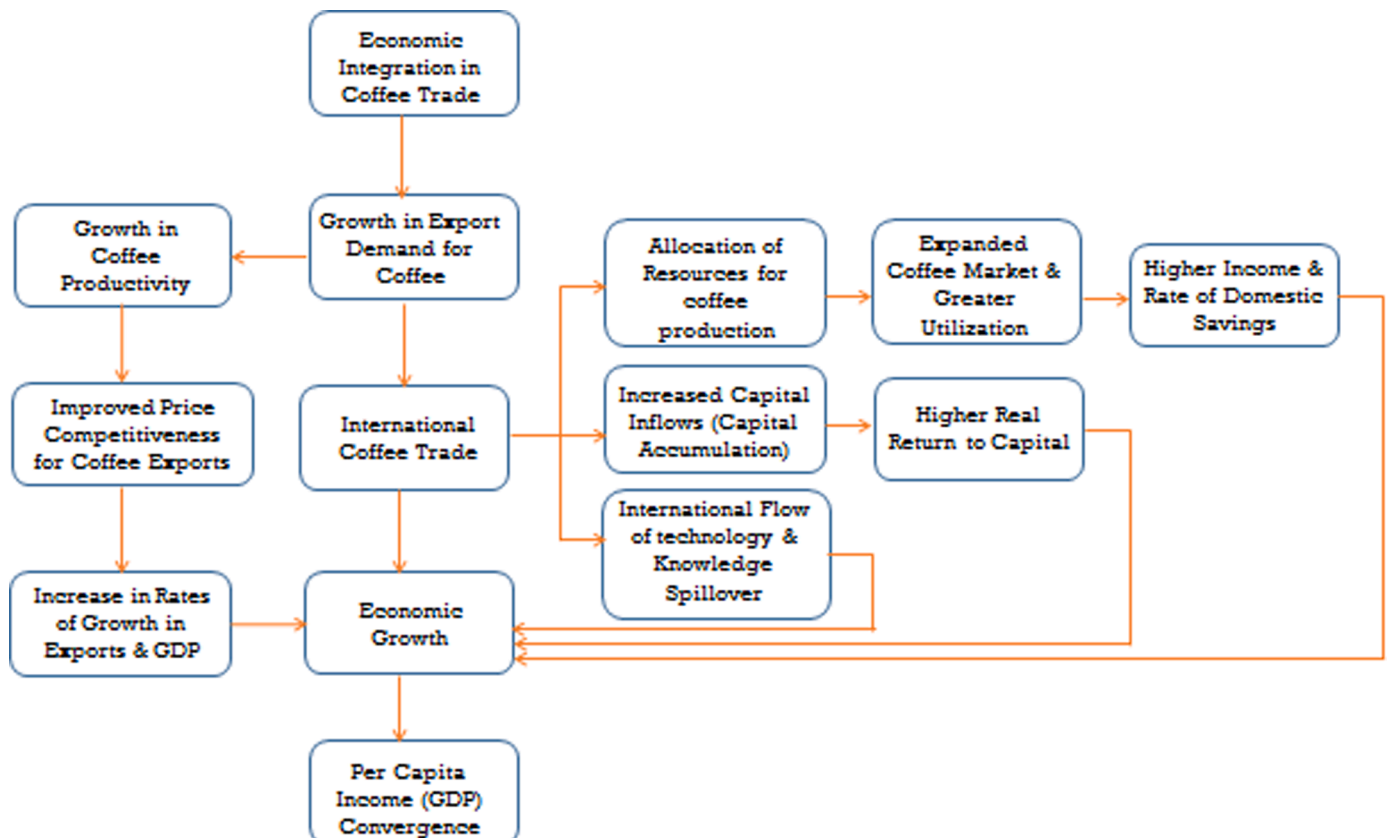 Economic
Integration in
Coffee Trade
Growth in
Coffee
Productivity
Growth in Export
Demand for
Coffee
Allocation of
Resources for
coffee
production
Expanded
Coffee Market &
Greater
Utilization
Higher Income &
Rate of Domestic
Savings
Improved Price
Competitiveness
for Coffee Exports
International
Coffee Trade
Increased Capital
Inflows (Capital
Accumulation)
Higher Real
Return to Capital
International Flow
of technology &
Knowledge
Spillover
Increase in Rates
of Growth in
Exports & GDP
Economic
Growth
Per Capita
Income (GDP)
Convergence